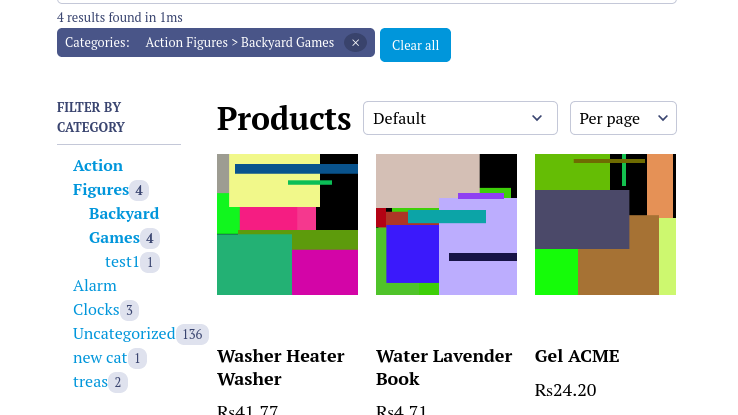 4 results found in 1ms
Categories: Action Figures > Backyard Games ×
Clear all
FILTER BY
CATEGORY
Action
Figures 4
Backyard
Games 4
test1 1
Alarm
Clocks 3
Uncategorized 136
new cat 1
treas 2
Products
Default
Per page
Washer Heater
Washer
Rs41.77
Water Lavender
Book
Rs4.71
Gel ACME
Rs24.20